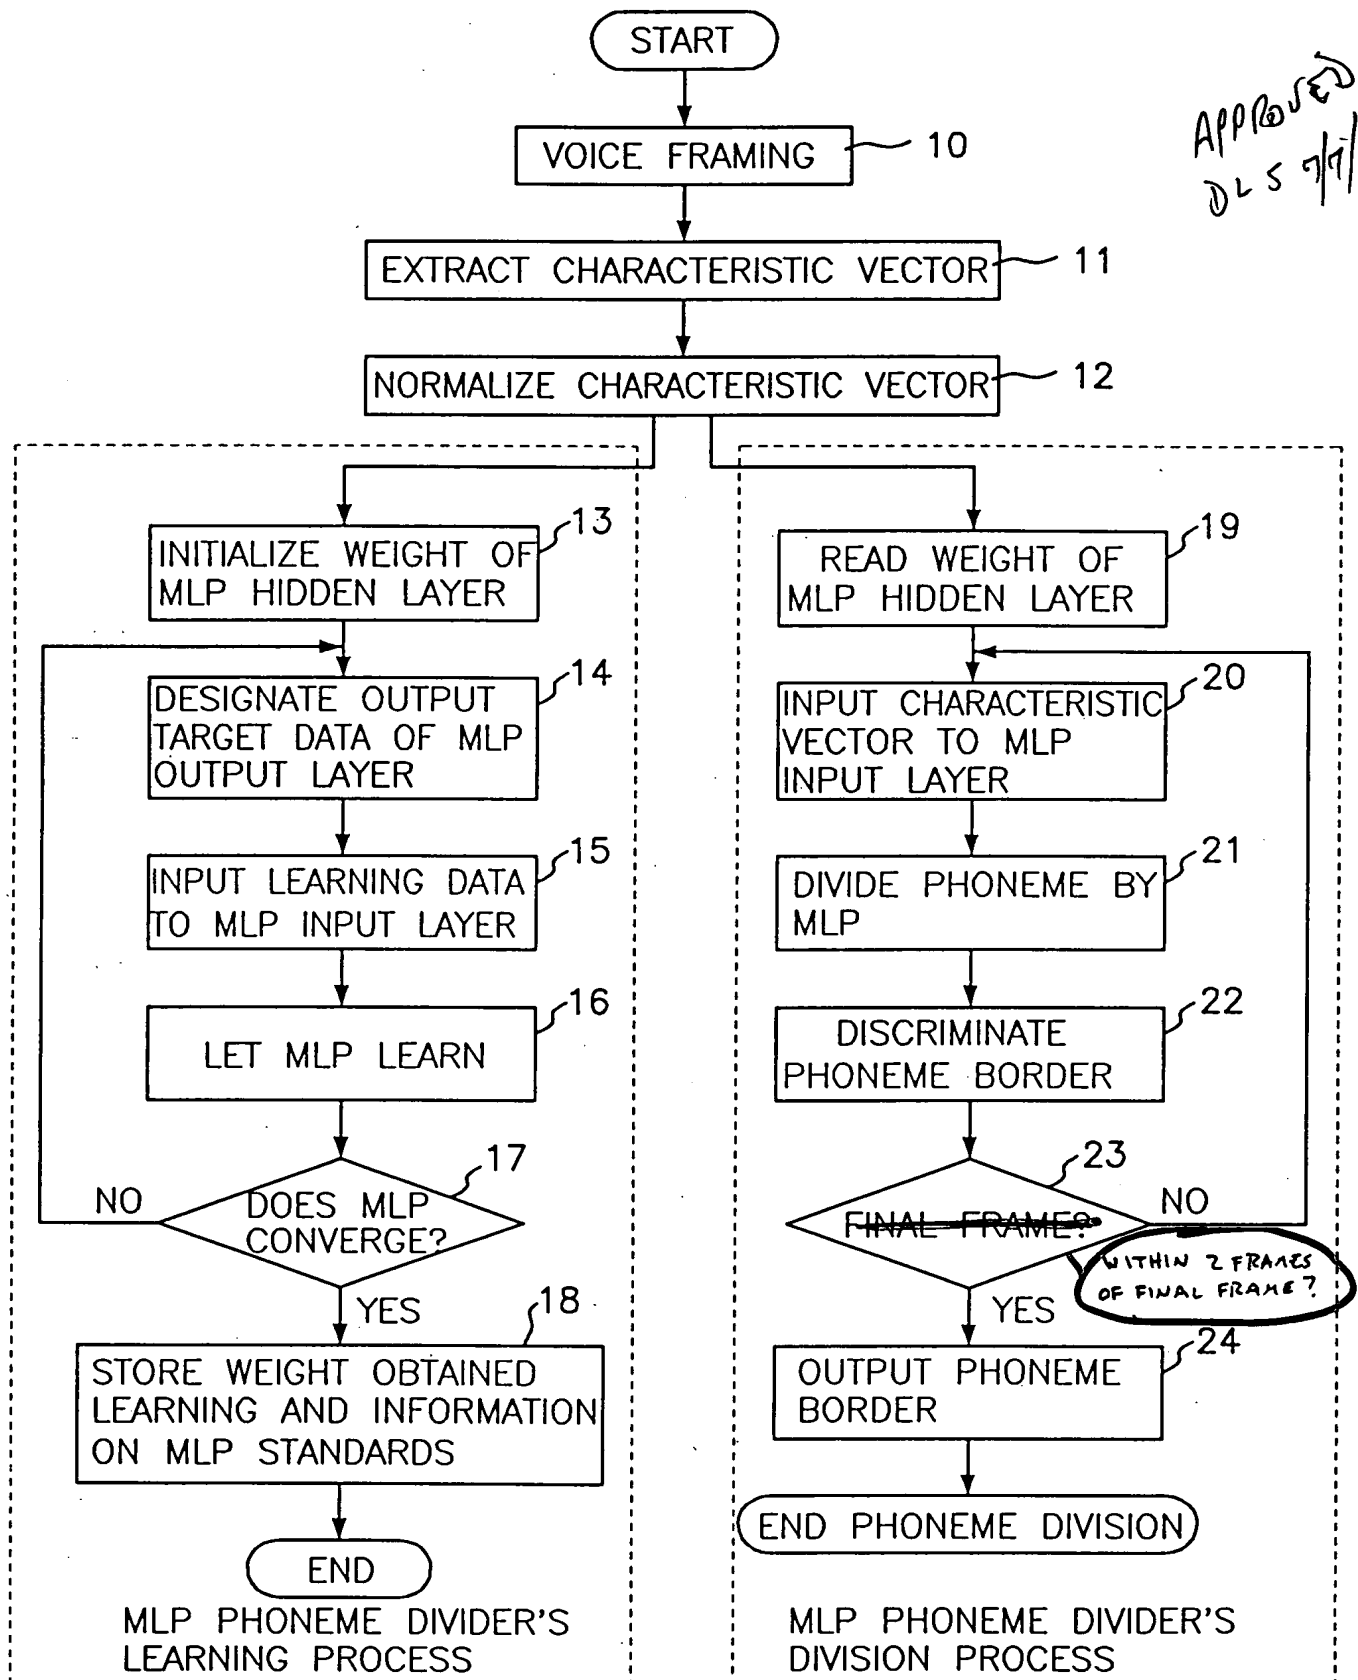 START
APPROVED
DLS 7/7/
VOICE FRAMING
10
EXTRACT CHARACTERISTIC VECTOR
11
NORMALIZE CHARACTERISTIC VECTOR
12
13
INITIALIZE WEIGHT OF
MLP HIDDEN LAYER
14
DESIGNATE OUTPUT
TARGET DATA OF MLP
OUTPUT LAYER
15
INPUT LEARNING DATA
TO MLP INPUT LAYER
16
LET MLP LEARN
17
NO
DOES MLP
CONVERGE?
YES
18
STORE WEIGHT OBTAINED
LEARNING AND INFORMATION
ON MLP STANDARDS
END
MLP PHONEME DIVIDER'S
LEARNING PROCESS
19
READ WEIGHT OF
MLP HIDDEN LAYER
20
INPUT CHARACTERISTIC
VECTOR TO MLP
INPUT LAYER
21
DIVIDE PHONEME BY
MLP
22
DISCRIMINATE
PHONEME BORDER
23
FINAL FRAME?
NO
WITHIN 2 FRAMES
OF FINAL FRAME?
YES
24
OUTPUT PHONEME
BORDER
END PHONEME DIVISION
MLP PHONEME DIVIDER'S
DIVISION PROCESS